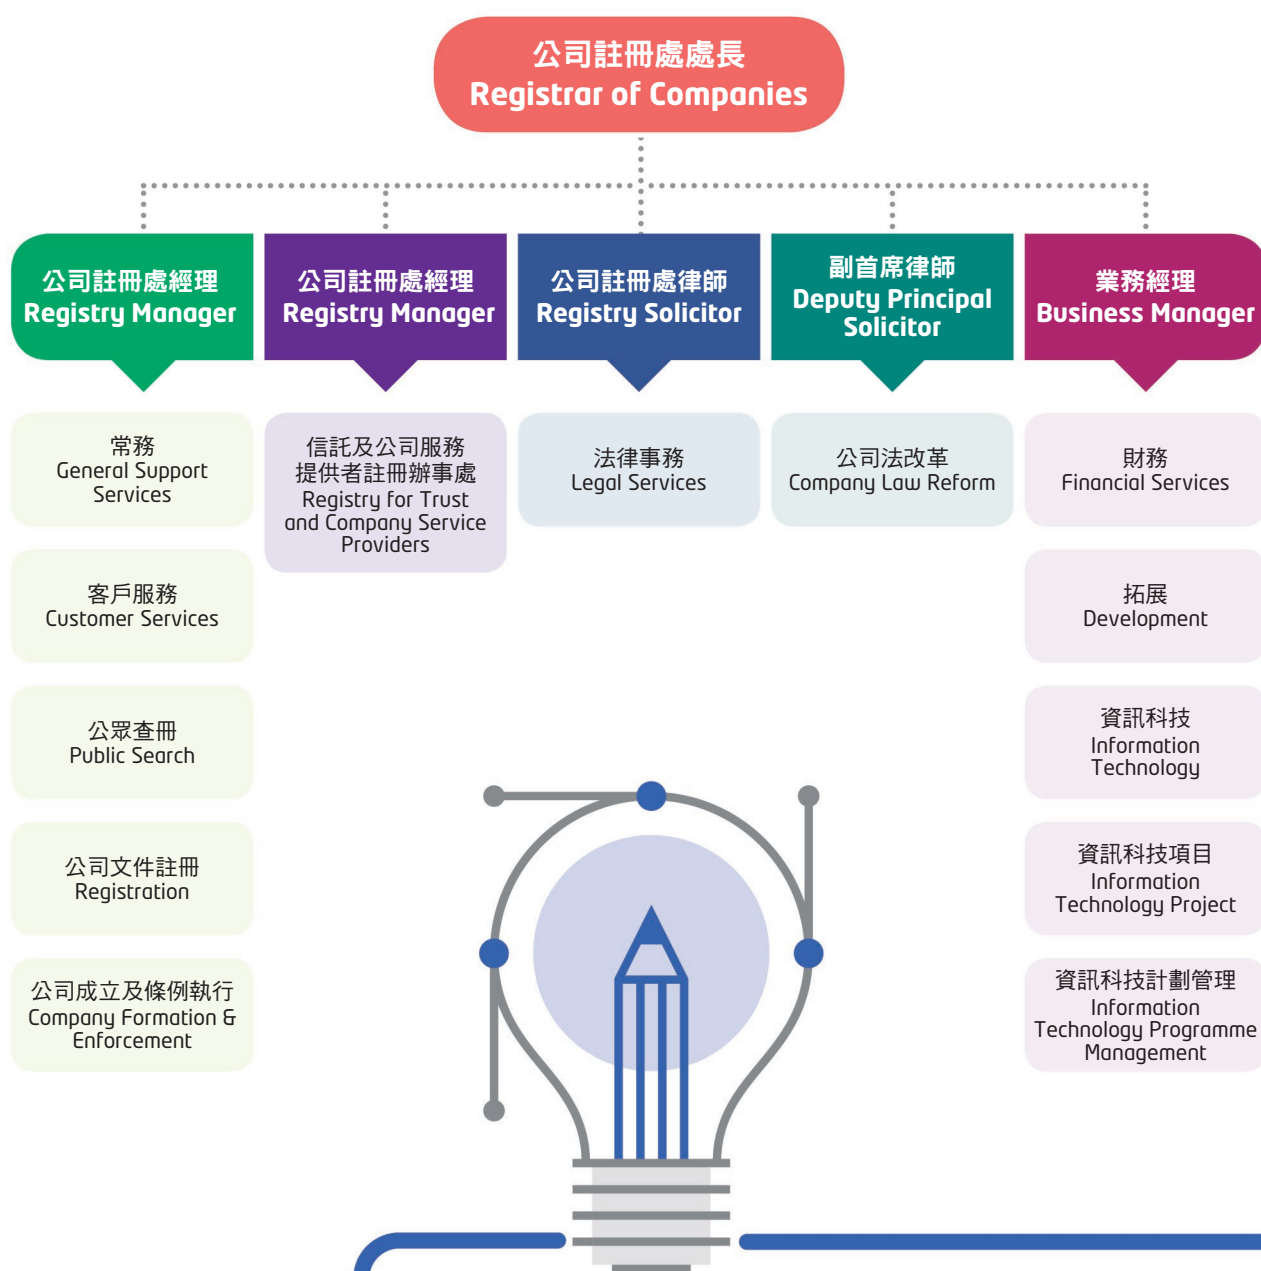 公司註冊處處長
Registrar of Companies
公司註冊處經理
Registry Manager
公司註冊處經理
Registry Manager
公司註冊處律師
Registry Solicitor
副首席律師
Deputy Principal
Solicitor
業務經理
Business Manager
常務
General Support
Services
客戶服務
Customer Services
公眾查冊
Public Search
公司文件註冊
Registration
公司成立及條例執行
Company Formation &
Enforcement
信託及公司服務
提供者註冊辦事處
Registry for Trust
and Company Service
Providers
法律事務
Legal Services
公司法改革
Company Law Reform
財務
Financial Services
拓展
Development
資訊科技
Information
Technology
資訊科技項目
Information
Technology Project
資訊科技計劃管理
Information
Technology Programme
Management